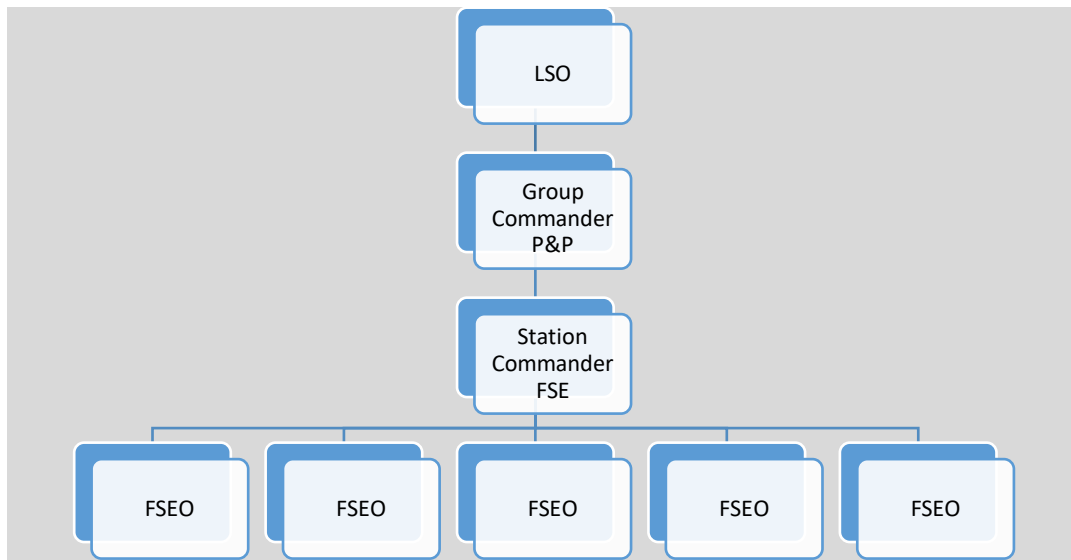 LSO
Group
Commander
P&P
Station
Commander
FSE
FSEO
FSEO
FSEO
FSEO
FSEO